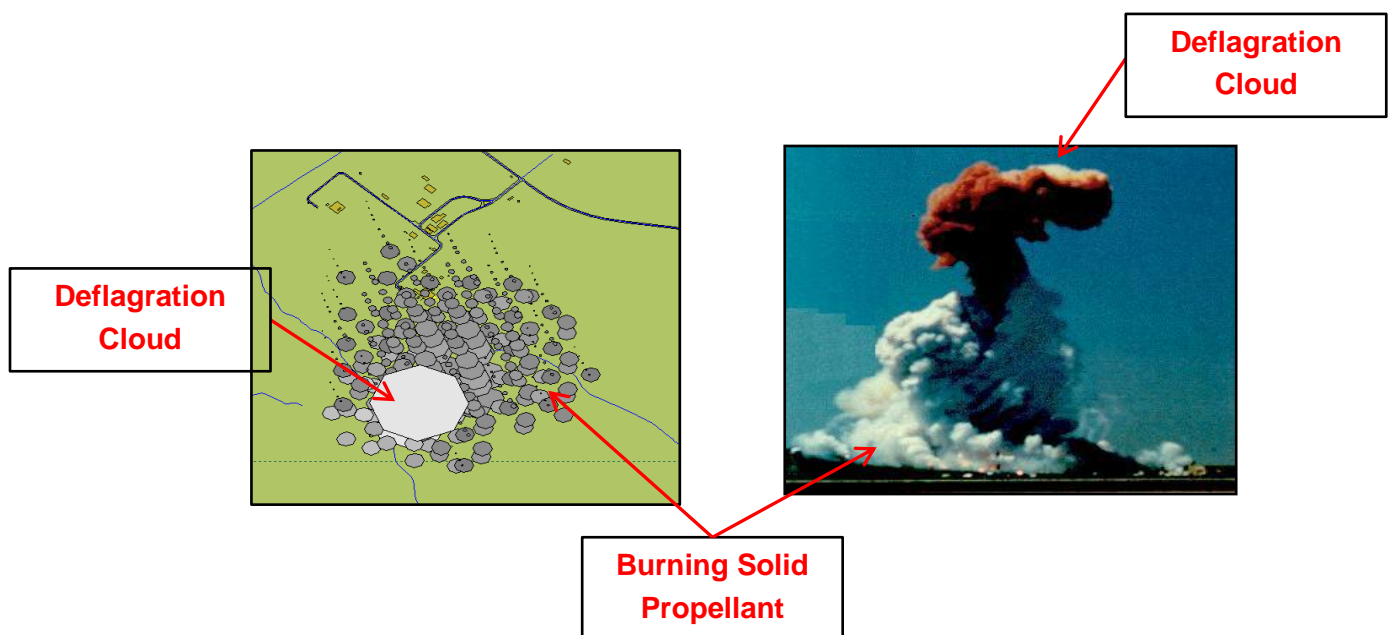 Deflagration
Cloud
Deflagration
Cloud
Burning Solid
Propellant